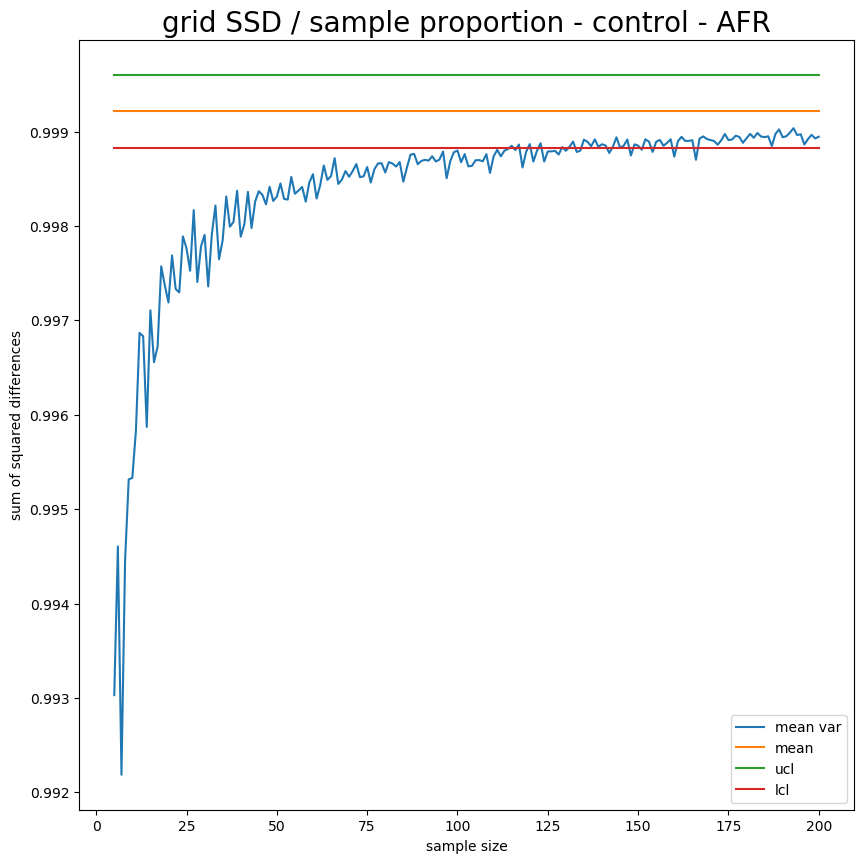 grid SSD / sample proportion - control - AFR
sum of squared differences
0.999
0.998
0.997
0.996
0.995
0.994
0.993
0.992
0
25
50
75
100
125
150
175
200
sample size
mean var
mean
ucl
lcl